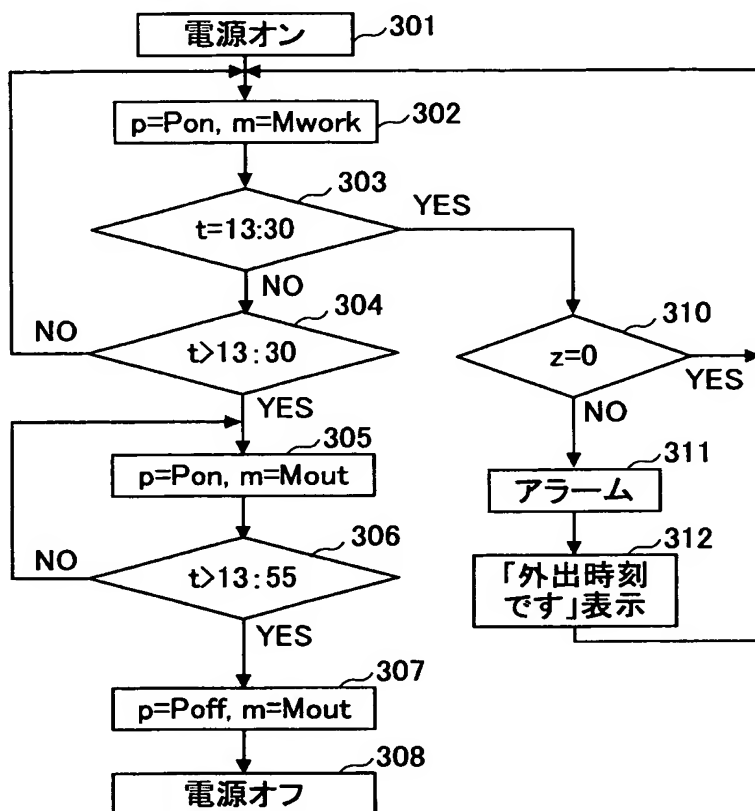 電源オン
301
p=Pon, m=Mwork
302
303
t=13:30
YES
NO
304
t>13:30
NO
YES
305
p=Pon, m=Mout
306
t>13:55
NO
YES
307
p=Poff, m=Mout
308
電源オフ
310
z=0
YES
NO
311
アラーム
312
「外出時刻
です」表示